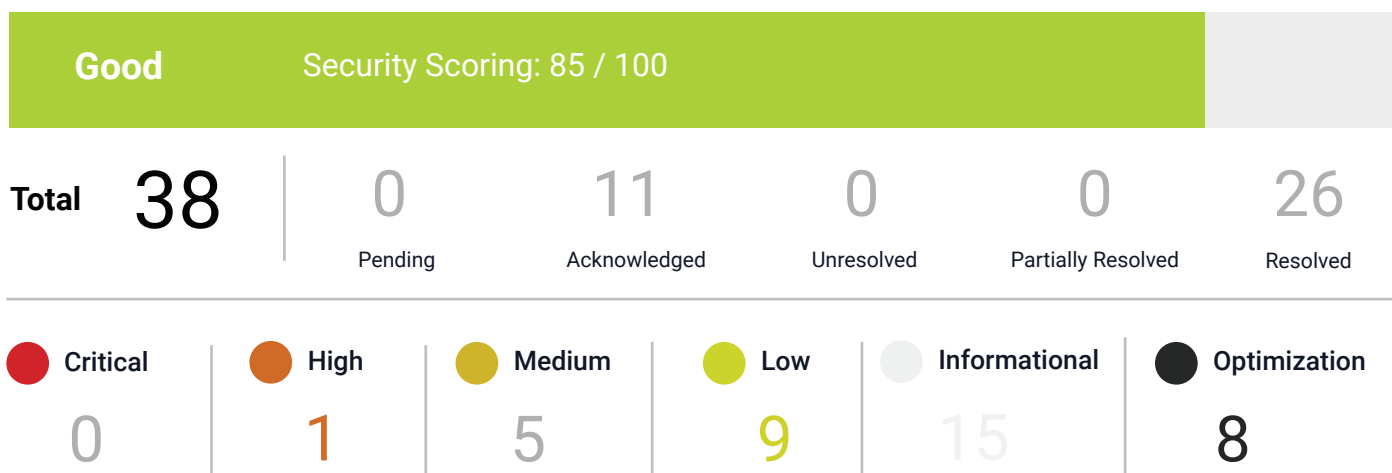 Good Security Scoring: 85 / 100
Total 38 0 11 0 0 26
Pending Acknowledged Unresolved Partially Resolved Resolved
Critical High Medium Low Informational Optimization
0 1 5 9 15 8